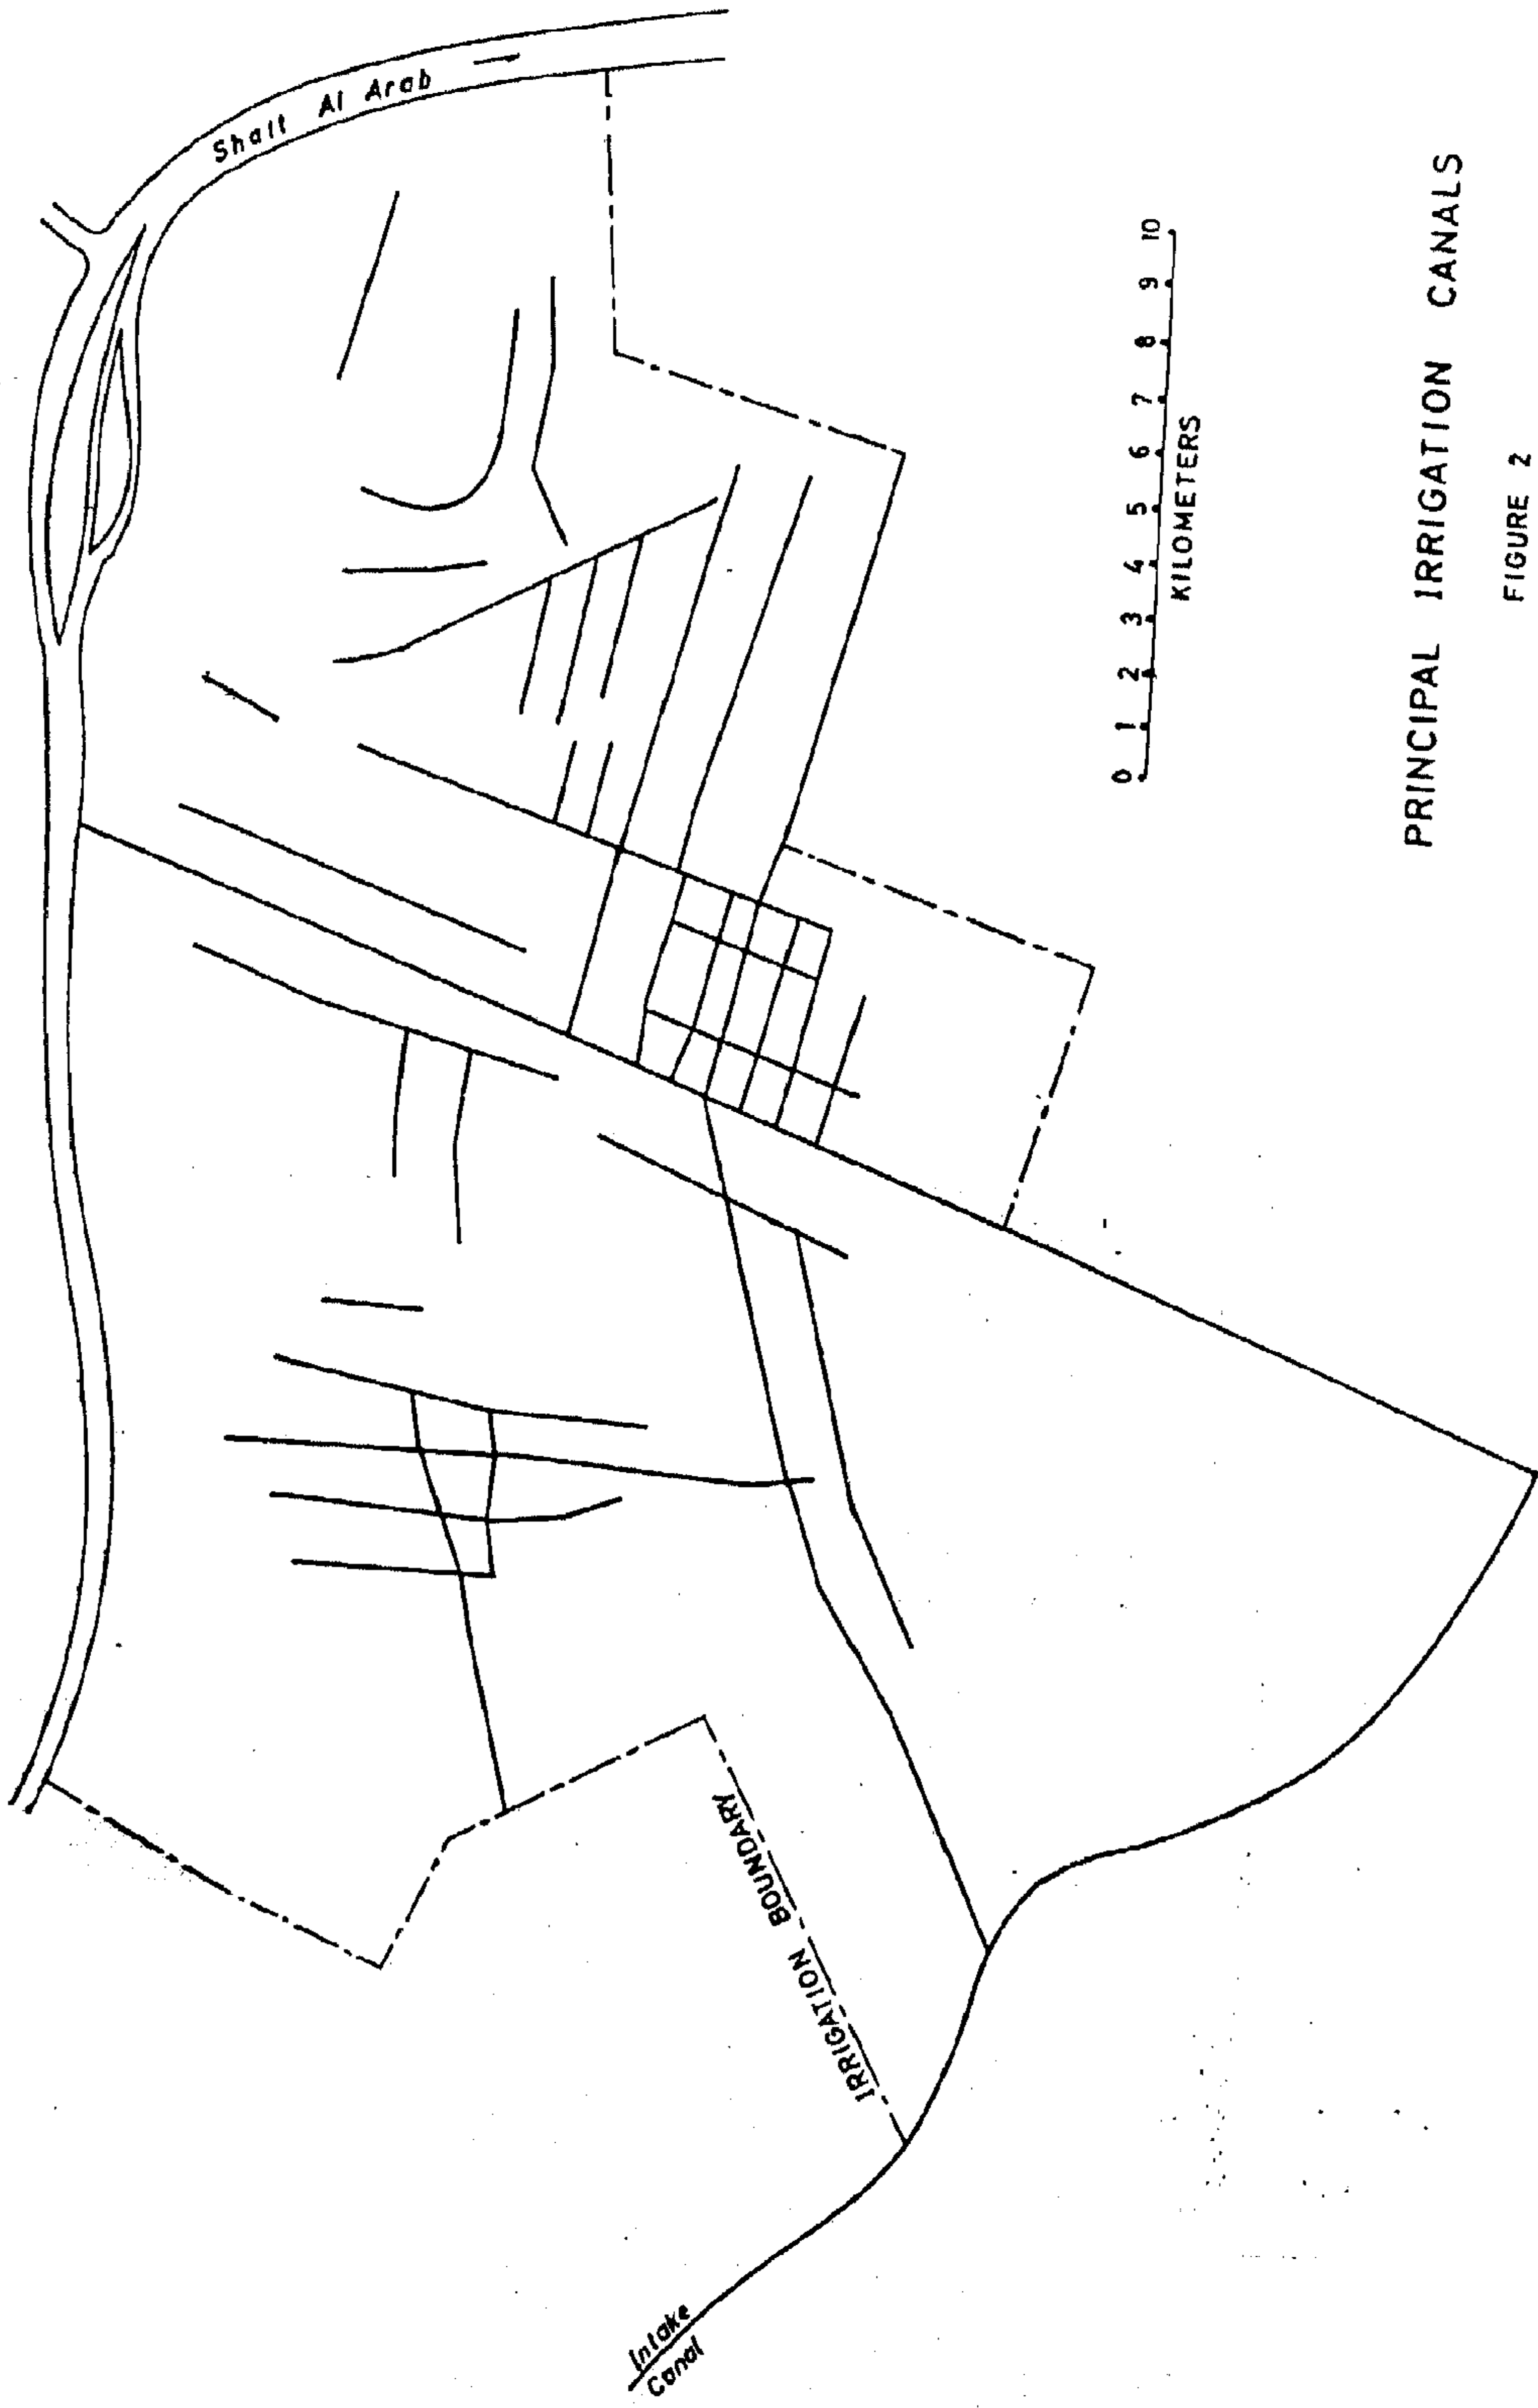 Shatt Al Arab
IRRIGATION BOUNDARY
Intake
Canal
0 1 2 3 4 5 6 7 8 9 10
KILOMETERS
PRINCIPAL IRRIGATION CANALS
FIGURE 2